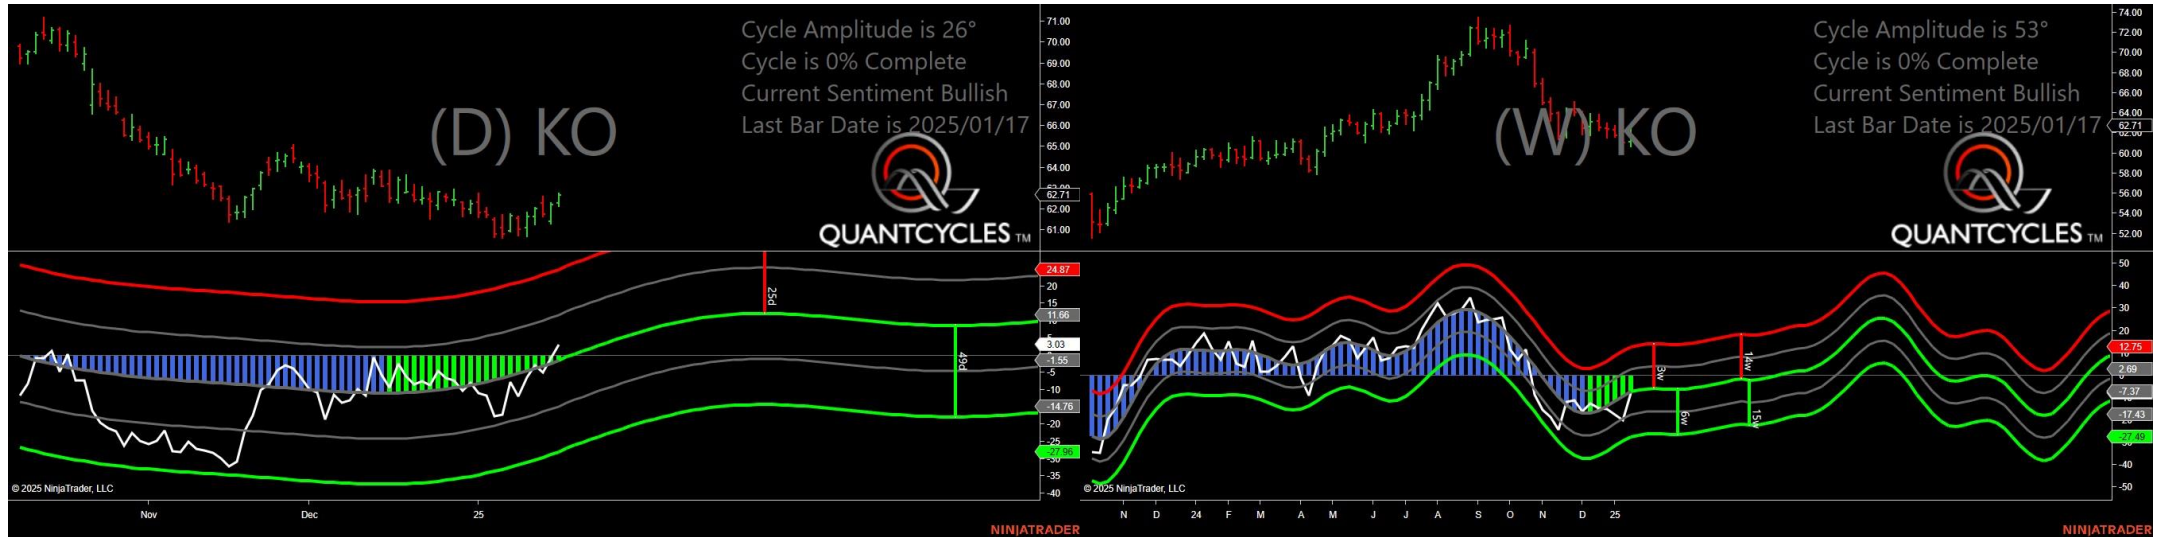 Cycle Amplitude is 26°
Cycle is 0% Complete
Current Sentiment Bullish
Last Bar Date is 2025/01/17
(D) KO
QUANTCYCLES TM
71.00
70.00
69.00
68.00
67.00
66.00
65.00
64.00
62.71
62.00
61.00
25d
49d
24.87
20
15
11.66
3.03
-1.55
-5
-10
-14.76
-20
-25
-27.96
-35
-40
© 2025 NinjaTrader, LLC
Nov
Dec
25
NINJATRADER
Cycle Amplitude is 53°
Cycle is 0% Complete
Current Sentiment Bullish
Last Bar Date is 2025/01/17
(W) KO
QUANTCYCLES TM
74.00
72.00
70.00
68.00
66.00
64.00
62.71
62.00
60.00
58.00
56.00
54.00
52.00
3w
6w
14w
15w
50
40
30
20
12.75
2.69
-7.37
-17.43
-27.49
-40
-50
© 2025 NinjaTrader, LLC
N D 24 F M A M J J A S O N D 25
NINJATRADER